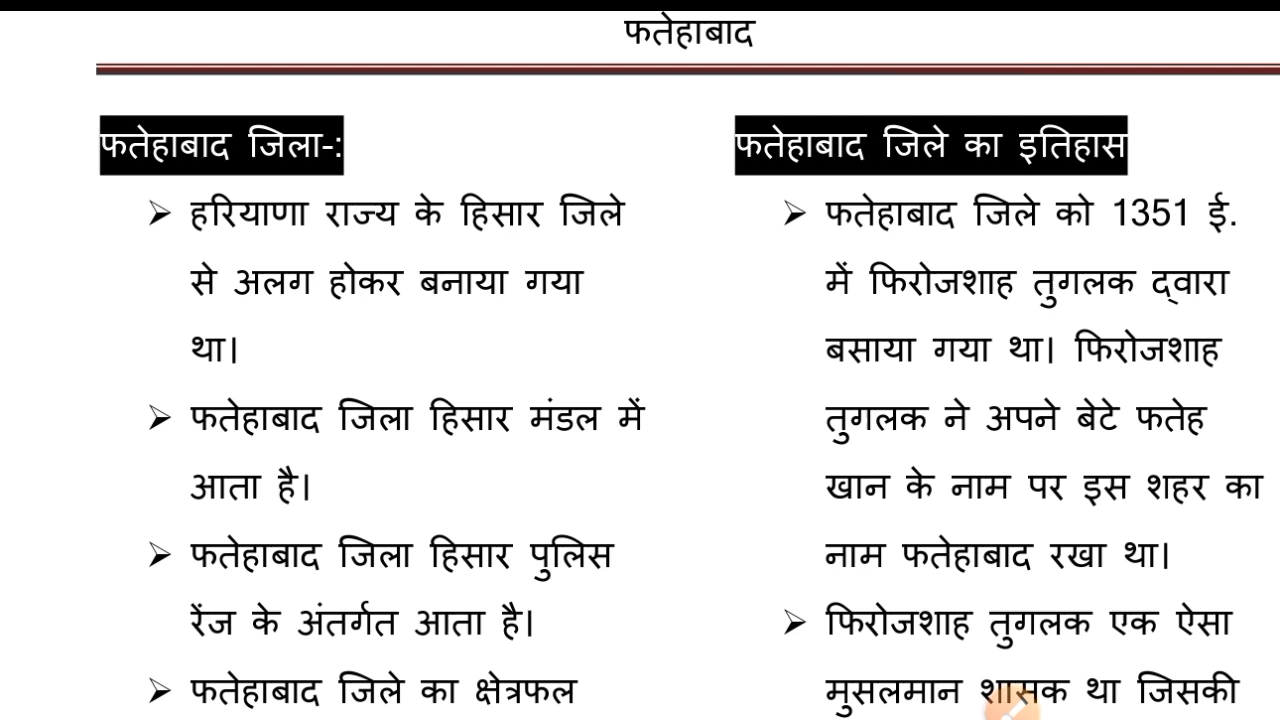 फतेहाबाद
फतेहाबाद जिला-:
➢ हरियाणा राज्य के हिसार जिले
से अलग होकर बनाया गया
था।
➢ फतेहाबाद जिला हिसार मंडल में
आता है।
➢ फतेहाबाद जिला हिसार पुलिस
रेंज के अंतर्गत आता है।
➢ फतेहाबाद जिले का क्षेत्रफल
फतेहाबाद जिले का इतिहास
➢ फतेहाबाद जिले को 1351 ई.
में फिरोजशाह तुगलक द्वारा
बसाया गया था। फिरोजशाह
तुगलक ने अपने बेटे फतेह
खान के नाम पर इस शहर का
नाम फतेहाबाद रखा था।
➢ फिरोजशाह तुगलक एक ऐसा
मुसलमान शासक था जिसकी